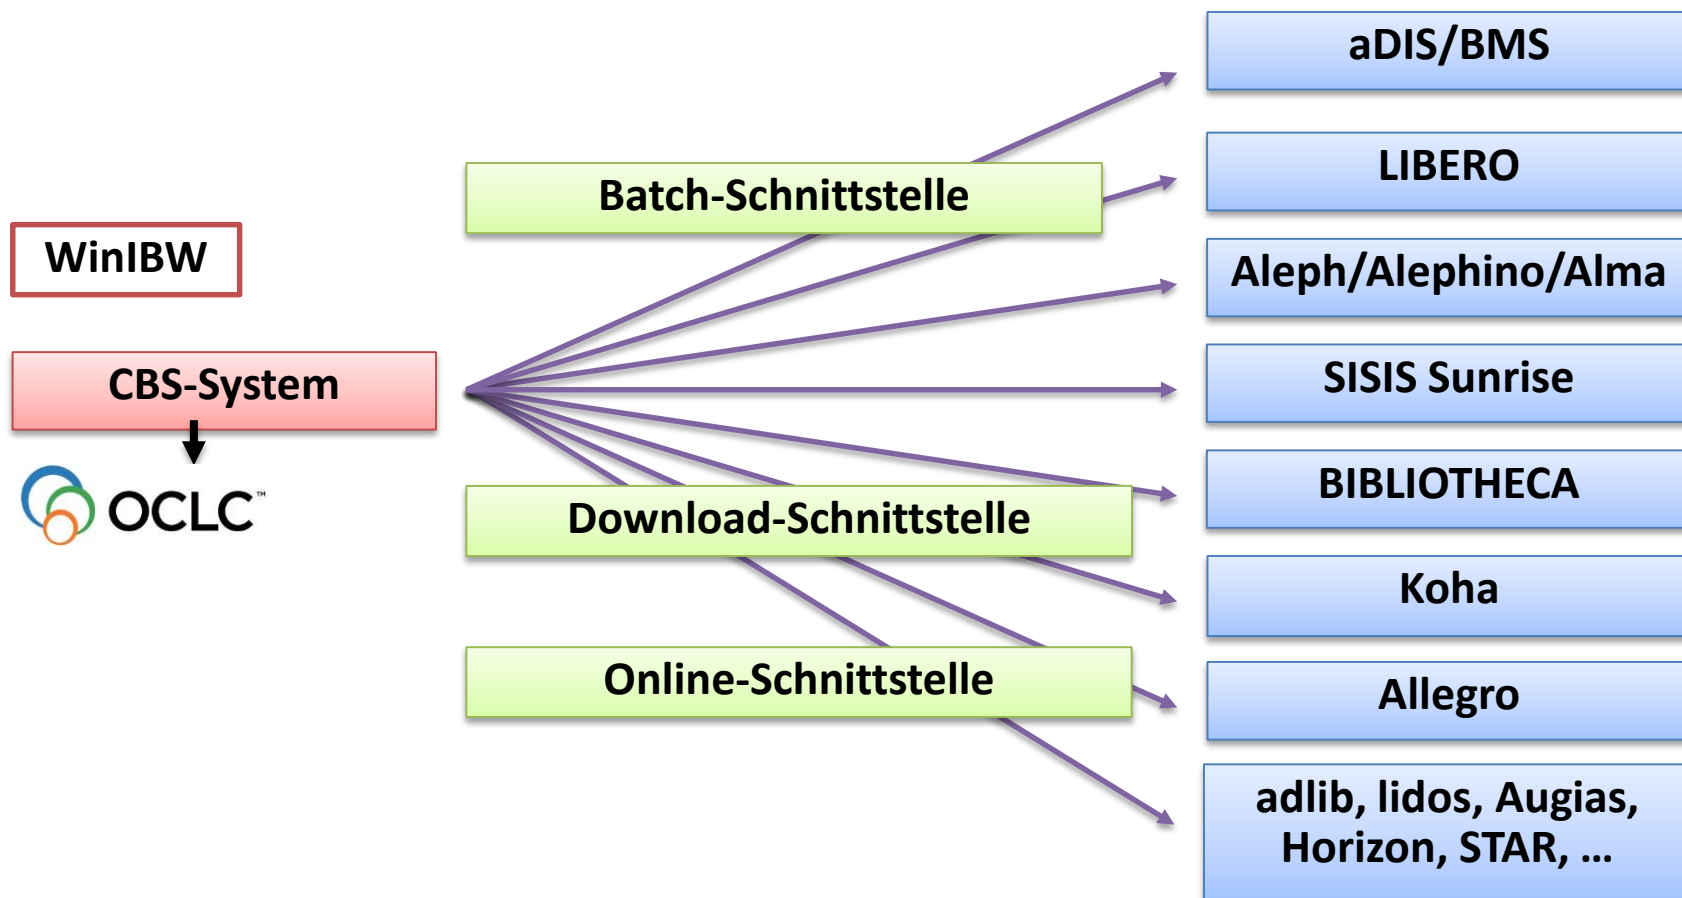 WinIBW
CBS-System
OCLC™
Batch-Schnittstelle
Download-Schnittstelle
Online-Schnittstelle
aDIS/BMS
LIBERO
Aleph/Alephino/Alma
SISIS Sunrise
BIBLIOTHECA
Koha
Allegro
adlib, lidos, Augias,
Horizon, STAR, …